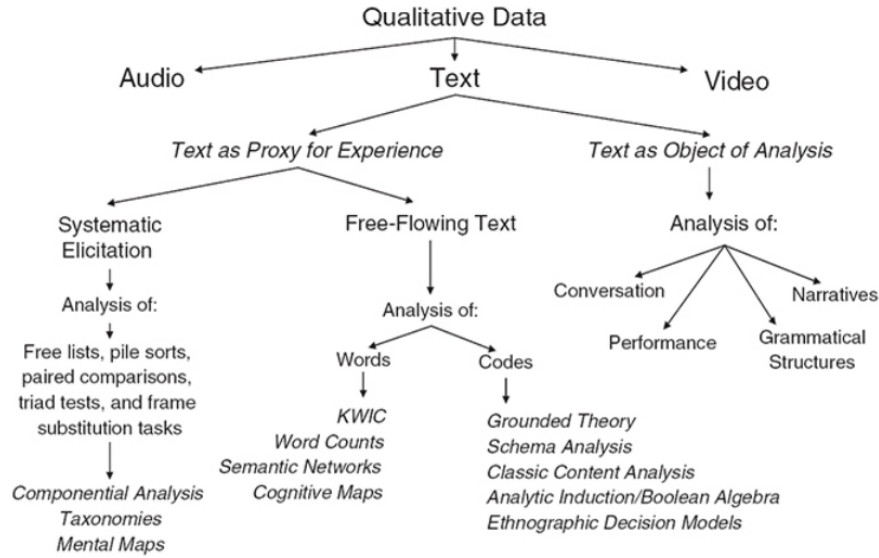 Qualitative Data
Audio
Text
Video
Text as Proxy for Experience
Text as Object of Analysis
Systematic
Elicitation
Free-Flowing Text
Analysis of:
Analysis of:
Free lists, pile sorts,
paired comparisons,
triad tests, and frame
substitution tasks
Componential Analysis
Taxonomies
Mental Maps
Analysis of:
Words
Codes
KWIC
Word Counts
Semantic Networks
Cognitive Maps
Grounded Theory
Schema Analysis
Classic Content Analysis
Analytic Induction/Boolean Algebra
Ethnographic Decision Models
Conversation
Performance
Grammatical
Structures
Narratives